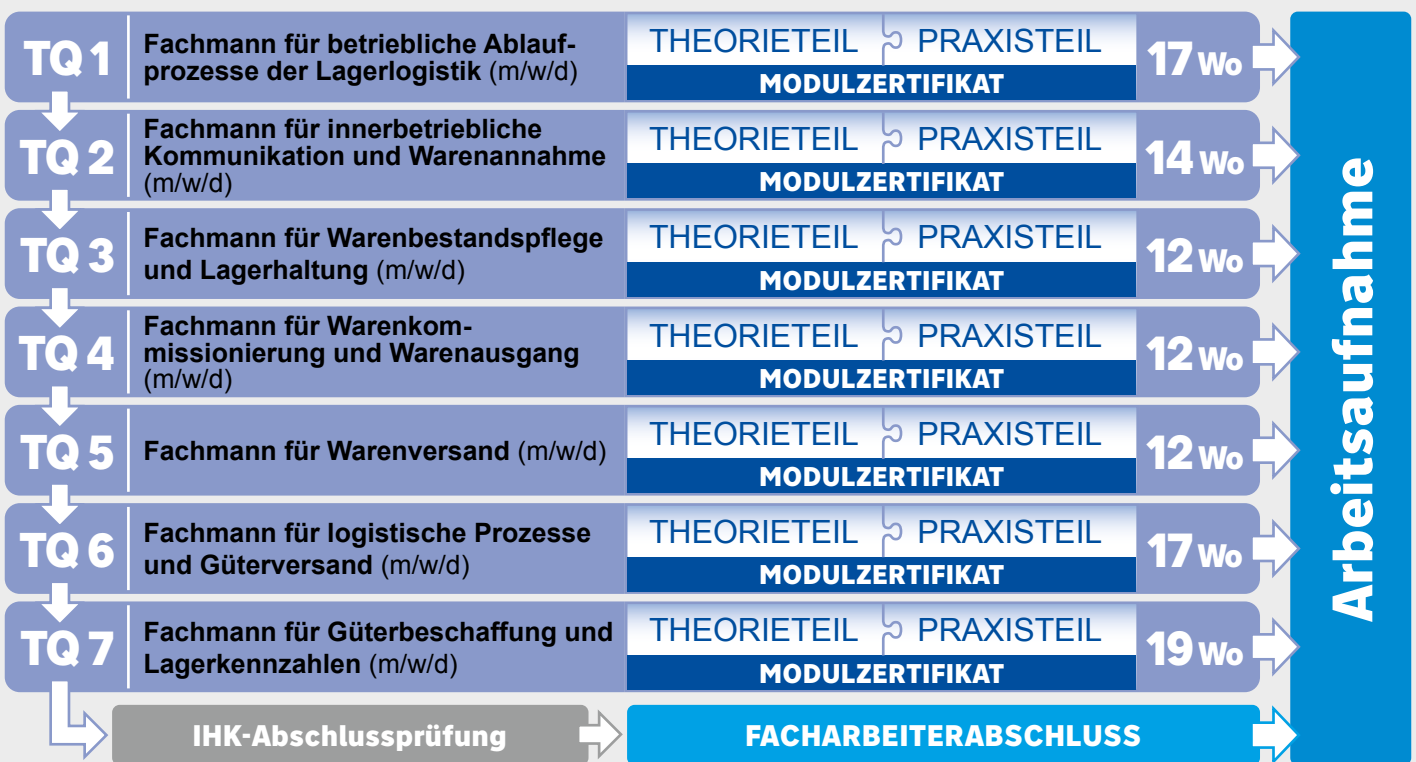 TQ 1
Fachmann für betriebliche Ablauf-
prozesse der Lagerlogistik (m/w/d)
THEORIETEIL PRAXISTEIL
MODULZERTIFIKAT
17 Wo
TQ 2
Fachmann für innerbetriebliche
Kommunikation und Warenannahme
(m/w/d)
THEORIETEIL PRAXISTEIL
MODULZERTIFIKAT
14 Wo
TQ 3
Fachmann für Warenbestandspflege
und Lagerhaltung (m/w/d)
THEORIETEIL PRAXISTEIL
MODULZERTIFIKAT
12 Wo
TQ 4
Fachmann für Warenkom-
missionierung und Warenausgang
(m/w/d)
THEORIETEIL PRAXISTEIL
MODULZERTIFIKAT
12 Wo
TQ 5
Fachmann für Warenversand (m/w/d)
THEORIETEIL PRAXISTEIL
MODULZERTIFIKAT
12 Wo
TQ 6
Fachmann für logistische Prozesse
und Güterversand (m/w/d)
THEORIETEIL PRAXISTEIL
MODULZERTIFIKAT
17 Wo
TQ 7
Fachmann für Güterbeschaffung und
Lagerkennzahlen (m/w/d)
THEORIETEIL PRAXISTEIL
MODULZERTIFIKAT
19 Wo
IHK-Abschlussprüfung
FACHARBEITERABSCHLUSS
Arbeitsaufnahme